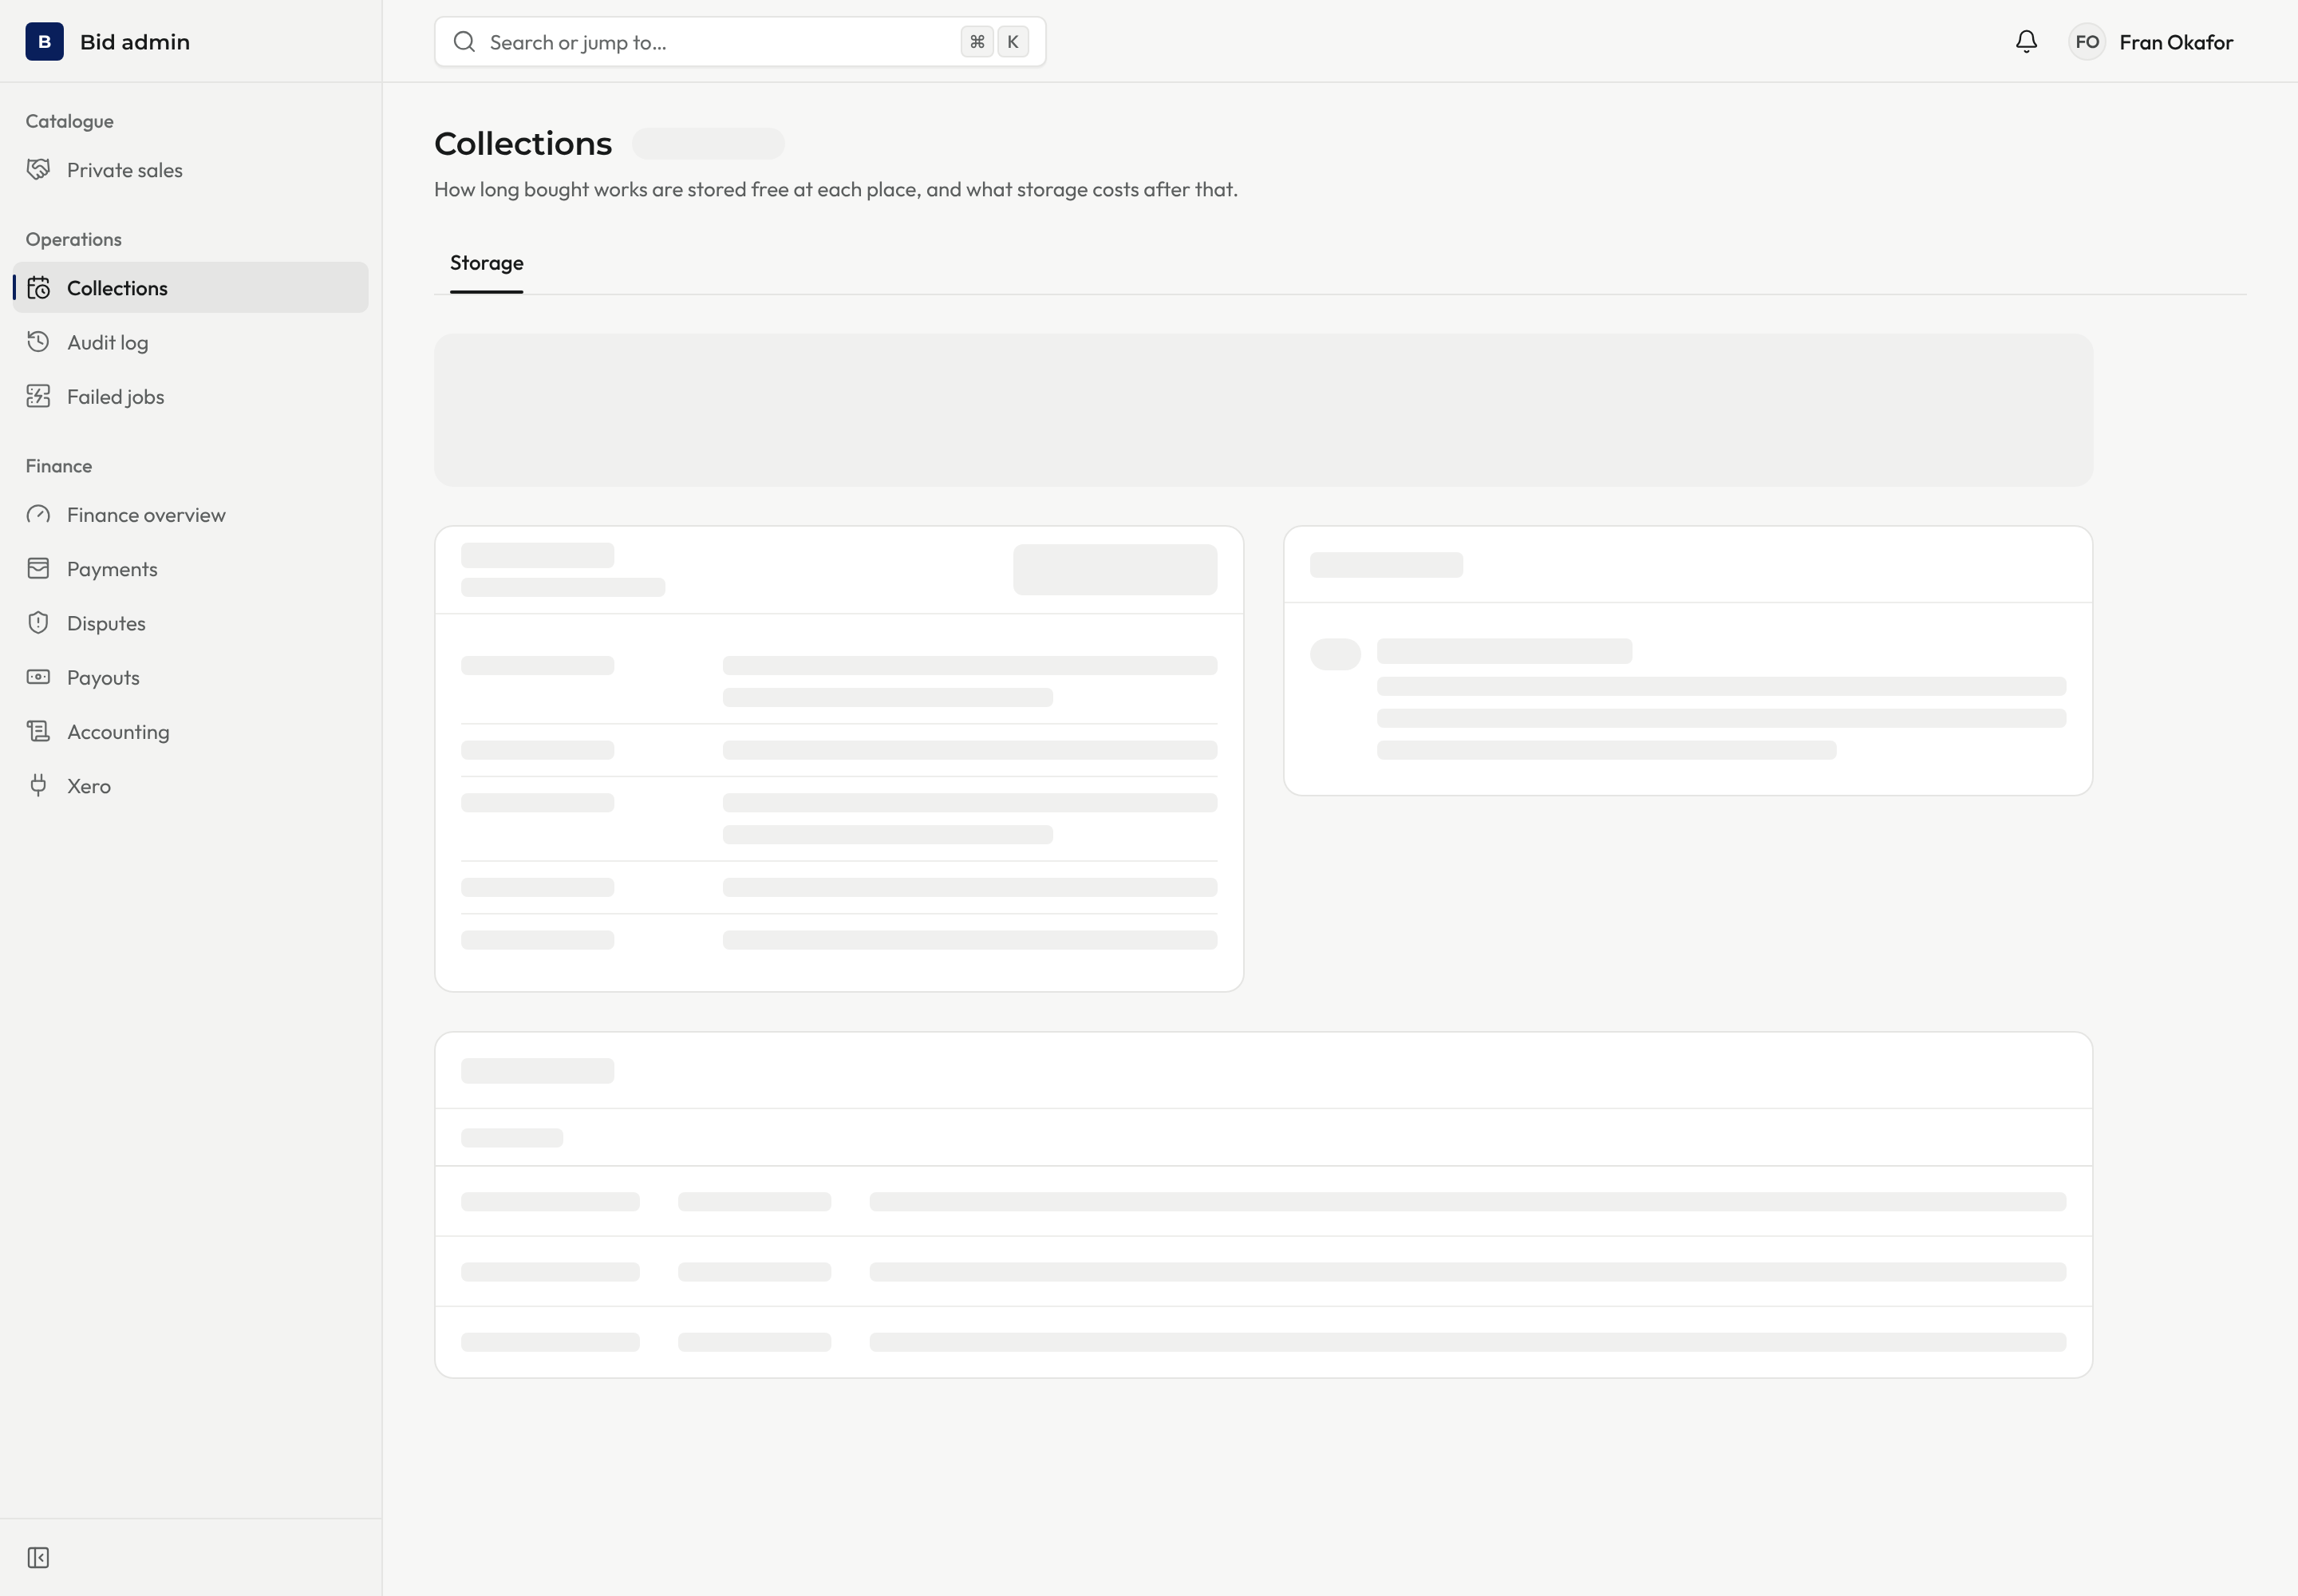 B Bid admin
Search or jump to...
⌘ K
FO Fran Okafor
Catalogue
Private sales
Operations
Collections
Audit log
Failed jobs
Finance
Finance overview
Payments
Disputes
Payouts
Accounting
Xero
Collections
How long bought works are stored free at each place, and what storage costs after that.
Storage